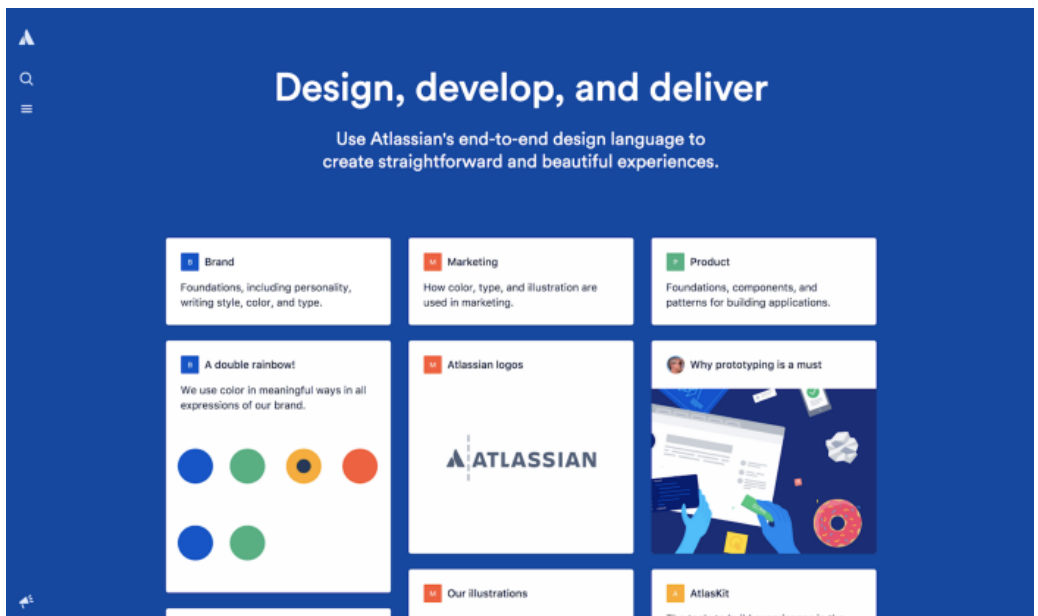 Design, develop, and deliver
Use Atlassian's end-to-end design language to
create straightforward and beautiful experiences.
B Brand
Foundations, including personality,
writing style, color, and type.
M Marketing
How color, type, and illustration are
used in marketing.
P Product
Foundations, components, and
patterns for building applications.
B A double rainbow!
We use color in meaningful ways in all
expressions of our brand.
M Atlassian logos
ATLASSIAN
Why prototyping is a must
M Our illustrations
A AtlasKit